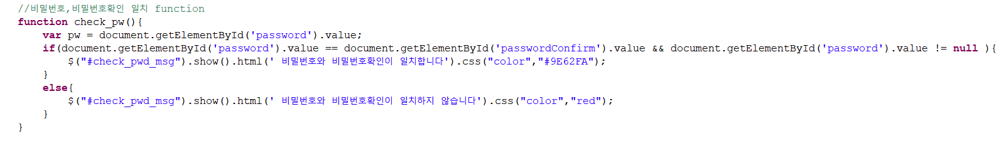 //비밀번호,비밀번호확인 일치 function
function check_pw(){
var pw = document.getElementById('password').value;
if(document.getElementById('password').value == document.getElementById('passwordConfirm').value && document.getElementById('password').value != null ){
$("#check_pwd_msg").show().html(' 비밀번호와 비밀번호확인이 일치합니다').css("color","#9E62FA");
}
else{
$("#check_pwd_msg").show().html(' 비밀번호와 비밀번호확인이 일치하지 않습니다').css("color","red");
}
}